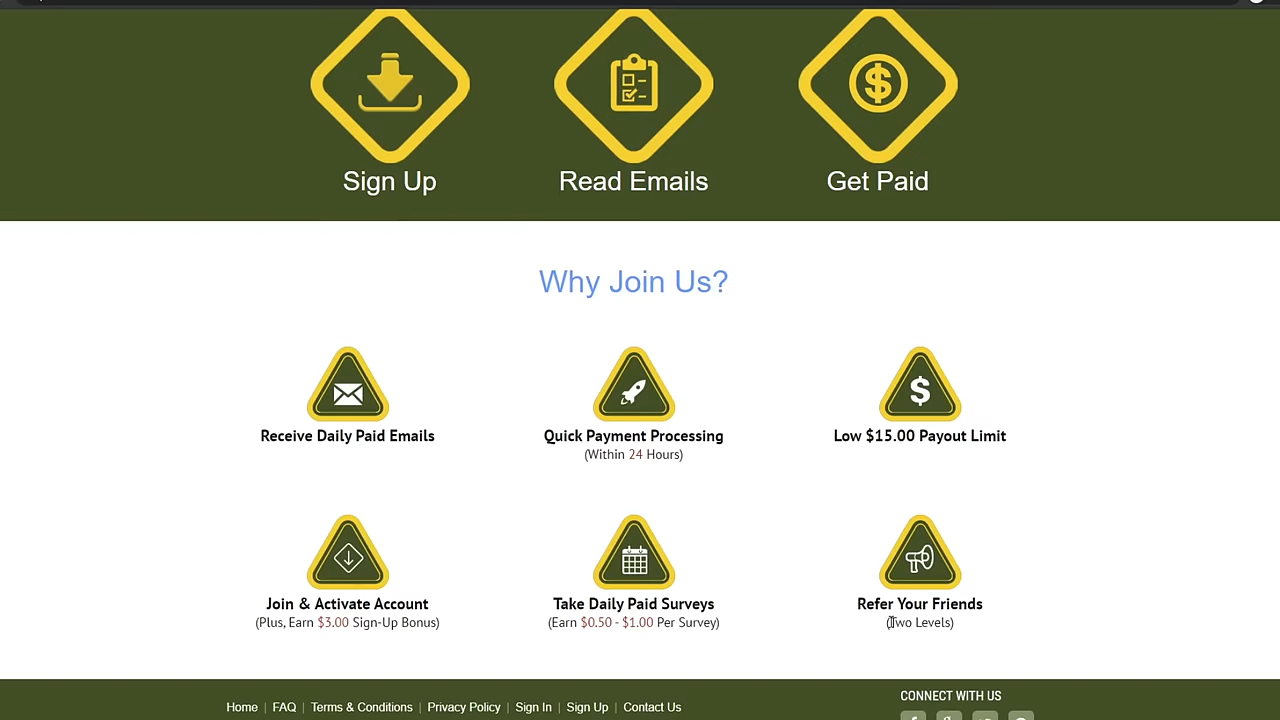 Sign Up
Read Emails
Get Paid
Why Join Us?
Receive Daily Paid Emails
Quick Payment Processing
(Within 24 Hours)
Low $15.00 Payout Limit
Join & Activate Account
(Plus, Earn $3.00 Sign-Up Bonus)
Take Daily Paid Surveys
(Earn $0.50 - $1.00 Per Survey)
Refer Your Friends
(Two Levels)
Home | FAQ | Terms & Conditions | Privacy Policy | Sign In | Sign Up | Contact Us
CONNECT WITH US